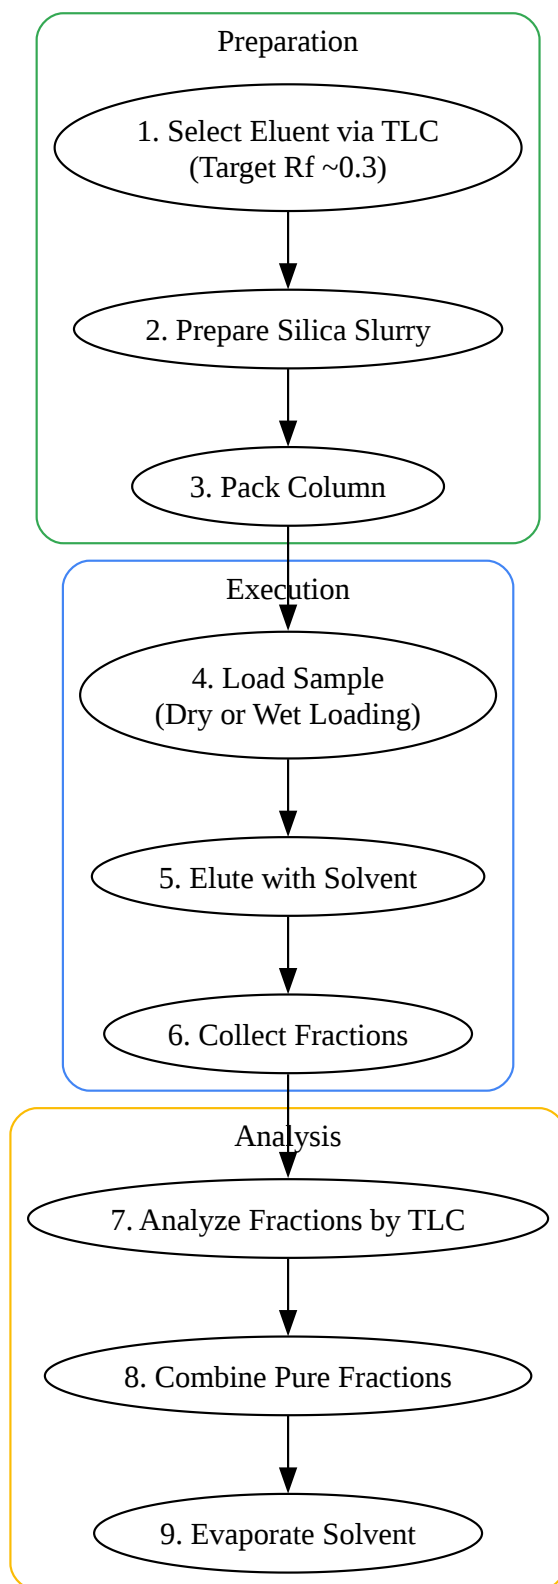 Preparation
1. Select Eluent via TLC
(Target Rf ~0.3)
2. Prepare Silica Slurry
3. Pack Column
Execution
4. Load Sample
(Dry or Wet Loading)
5. Elute with Solvent
6. Collect Fractions
Analysis
7. Analyze Fractions by TLC
8. Combine Pure Fractions
9. Evaporate Solvent